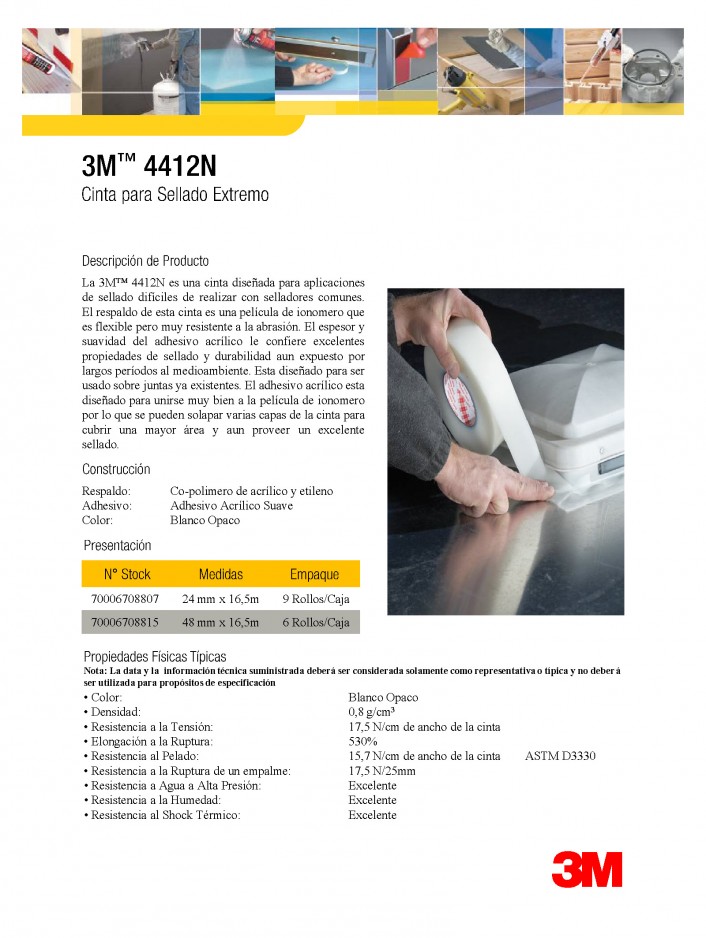 3M™ 4412N
Cinta para Sellado Extremo
Descripción de Producto
La 3M™ 4412N es una cinta diseñada para aplicaciones
de sellado difíciles de realizar con selladores comunes.
El respaldo de esta cinta es una película de ionomero que
es flexible pero muy resistente a la abrasión. El espesor y
suavidad del adhesivo acrílico le confiere excelentes
propiedades de sellado y durabilidad aun expuesto por
largos períodos al medioambiente. Esta diseñado para ser
usado sobre juntas ya existentes. El adhesivo acrílico esta
diseñado para unirse muy bien a la película de ionomero
por lo que se pueden solapar varias capas de la cinta para
cubrir una mayor área y aun proveer un excelente
sellado.
Construcción
Respaldo: Co-polimero de acrílico y etileno
Adhesivo: Adhesivo Acrílico Suave
Color: Blanco Opaco
Presentación
N° Stock Medidas Empaque
70006708807 24 mm x 16,5m 9 Rollos/Caja
70006708815 48 mm x 16,5m 6 Rollos/Caja
Propiedades Físicas Típicas
Nota: La data y la información técnica suministrada deberá ser considerada solamente como representativa o típica y no deberá
ser utilizada para propósitos de especificación
• Color: Blanco Opaco
• Densidad: 0,8 g/cm³
• Resistencia a la Tensión: 17,5 N/cm de ancho de la cinta
• Elongación a la Ruptura: 530%
• Resistencia al Pelado: 15,7 N/cm de ancho de la cinta ASTM D3330
• Resistencia a la Ruptura de un empalme: 17,5 N/25mm
• Resistencia a Agua a Alta Presión: Excelente
• Resistencia a la Humedad: Excelente
• Resistencia al Shock Térmico: Excelente
3M